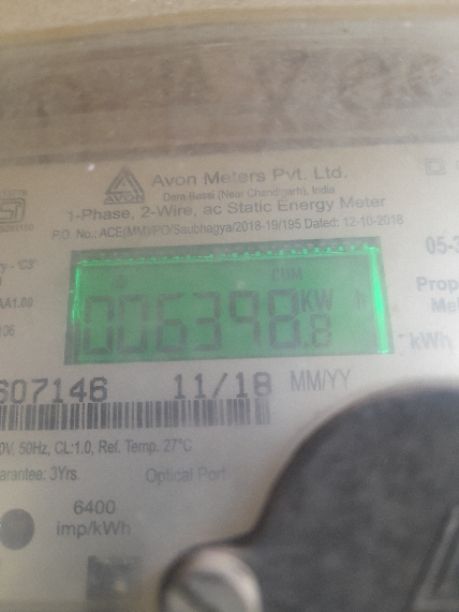 Avon Meters Pvt. Ltd.
AVON
Dera Bassi (Near Chandigarh), India
1-Phase, 2-Wire, ac Static Energy Meter
P.O. No.: ACE(MM)/PO/Saubhagya/2018-19/195 Dated: 12-10-2018
CUM
006398.8 KW h
kWh
607146 11/18 MM/YY
50Hz, CL:1.0, Ref. Temp. 27°C
3Yrs. Optical Port
6400
imp/kWh